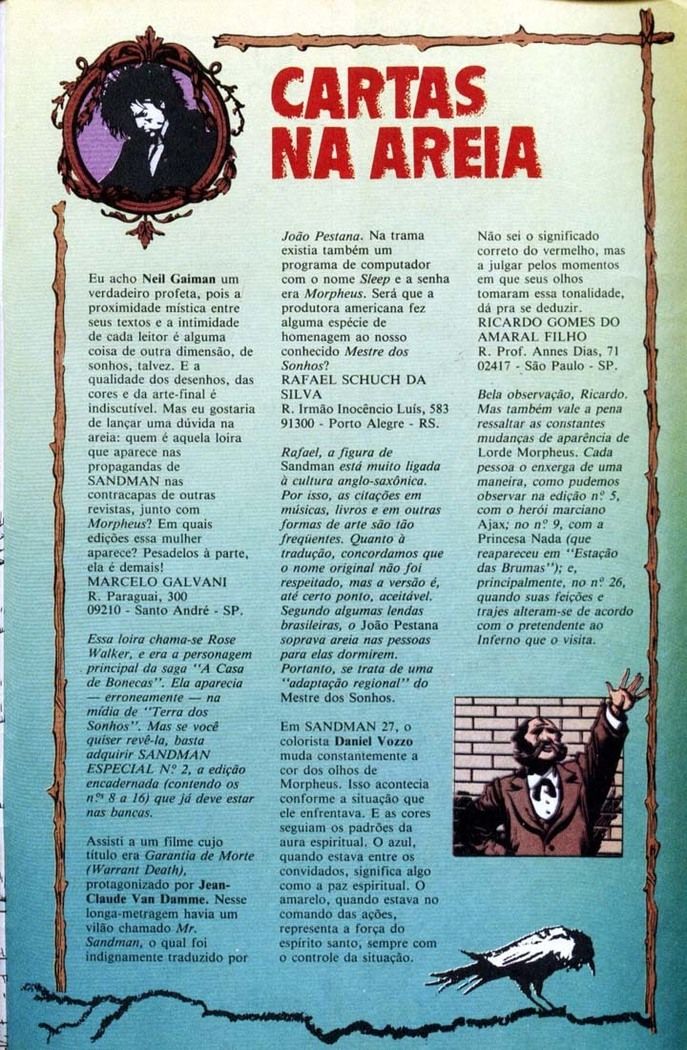 CARTAS
NA AREIA
Eu acho Neil Gaiman um
verdadeiro profeta, pois a
proximidade mística entre
seus textos e a intimidade
de cada leitor é alguma
coisa de outra dimensão, de
sonhos, talvez. E a
qualidade dos desenhos, das
cores e da arte-final é
indiscutível. Mas eu gostaria
de lançar uma dúvida na
areia: quem é aquela loira
que aparece nas
propagandas de
SANDMAN nas
contracapas de outras
revistas, junto com
Morpheus? Em quais
edições essa mulher
aparece? Pesadelos à parte,
ela é demais!
MARCELO GALVANI
R. Paraguai, 300
09210 - Santo André - SP.
Essa loira chama-se Rose
Walker, e era a personagem
principal da saga "A Casa
de Bonecas". Ela aparecia
— erroneamente — na
mídia de "Terra dos
Sonhos". Mas se você
quiser revê-la, basta
adquirir SANDMAN
ESPECIAL Nº 2, a edição
encadernada (contendo os
nºs 8 a 16) que já deve estar
nas bancas.
Assisti a um filme cujo
título era Garantia de Morte
(Warrant Death),
protagonizado por Jean-
Claude Van Damme. Nesse
longa-metragem havia um
vilão chamado Mr.
Sandman, o qual foi
indignamente traduzido por
João Pestana. Na trama
existia também um
programa de computador
com o nome Sleep e a senha
era Morpheus. Será que a
produtora americana fez
alguma espécie de
homenagem ao nosso
conhecido Mestre dos
Sonhos?
RAFAEL SCHUCH DA
SILVA
R. Irmão Inocêncio Luís, 583
91300 - Porto Alegre - RS.
Rafael, a figura de
Sandman está muito ligada
à cultura anglo-saxônica.
Por isso, as citações em
músicas, livros e em outras
formas de arte são tão
freqüentes. Quanto à
tradução, concordamos que
o nome original não foi
respeitado, mas a versão é,
até certo ponto, aceitável.
Segundo algumas lendas
brasileiras, o João Pestana
soprava areia nas pessoas
para elas dormirem.
Portanto, se trata de uma
"adaptação regional" do
Mestre dos Sonhos.
Em SANDMAN 27, o
colorista Daniel Vozzo
muda constantemente a
cor dos olhos de
Morpheus. Isso acontecia
conforme a situação que
ele enfrentava. E as cores
seguiam os padrões da
aura espiritual. O azul,
quando estava entre os
convidados, significa algo
como a paz espiritual. O
amarelo, quando estava no
comando das ações,
representa a força do
espírito santo, sempre com
o controle da situação.
Não sei o significado
correto do vermelho, mas
a julgar pelos momentos
em que seus olhos
tomaram essa tonalidade,
dá pra se deduzir.
RICARDO GOMES DO
AMARAL FILHO
R. Prof. Annes Dias, 71
02417 - São Paulo - SP.
Bela observação, Ricardo.
Mas também vale a pena
ressaltar as constantes
mudanças de aparência de
Lorde Morpheus. Cada
pessoa o enxerga de uma
maneira, como pudemos
observar na edição nº 5,
com o herói marciano
Ajax; no nº 9, com a
Princesa Nada (que
reapareceu em "Estação
das Brumas"); e,
principalmente, no nº 26,
quando suas feições e
trajes alteram-se de acordo
com o pretendente ao
Inferno que o visita.